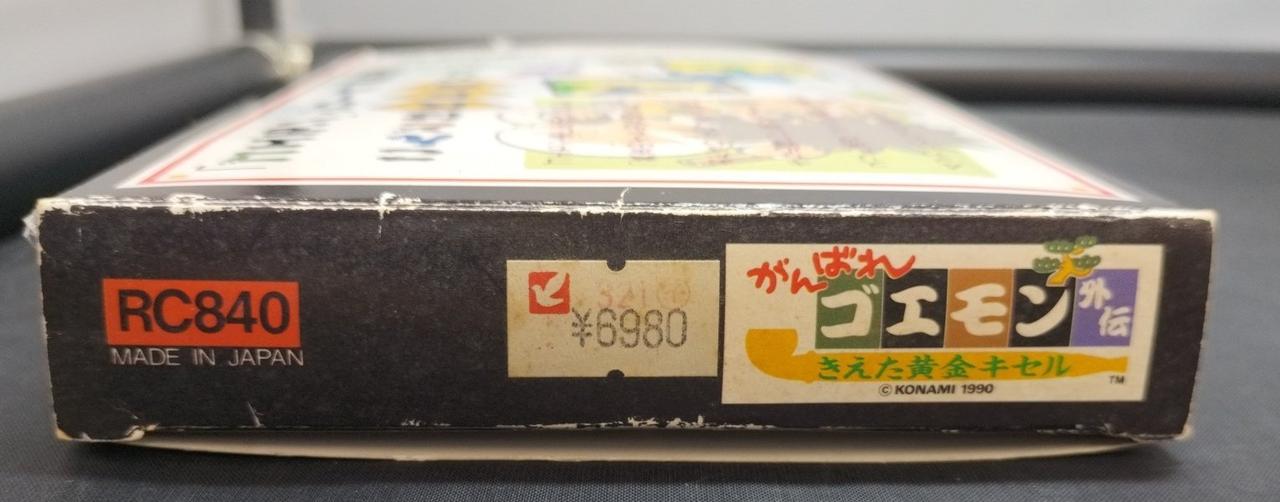 RC840
MADE IN JAPAN
¥6980
がんばれ
ゴエモン
外伝
きえた黄金キセル
TM
© KONAMI 1990